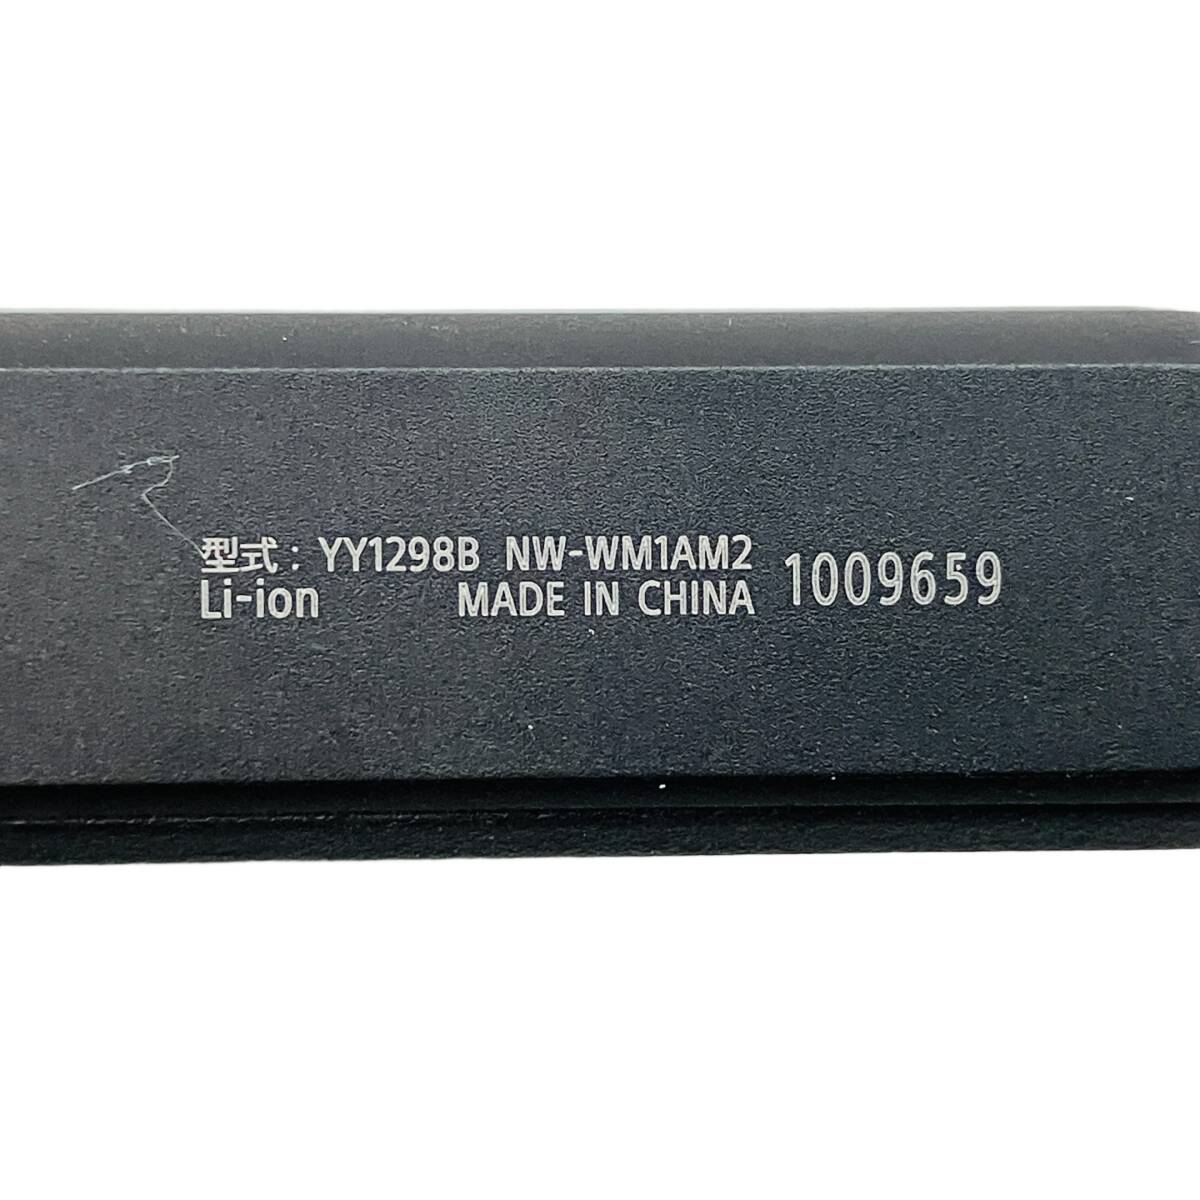 型式 : YY1298B NW-WM1AM2 1009659
Li-ion MADE IN CHINA